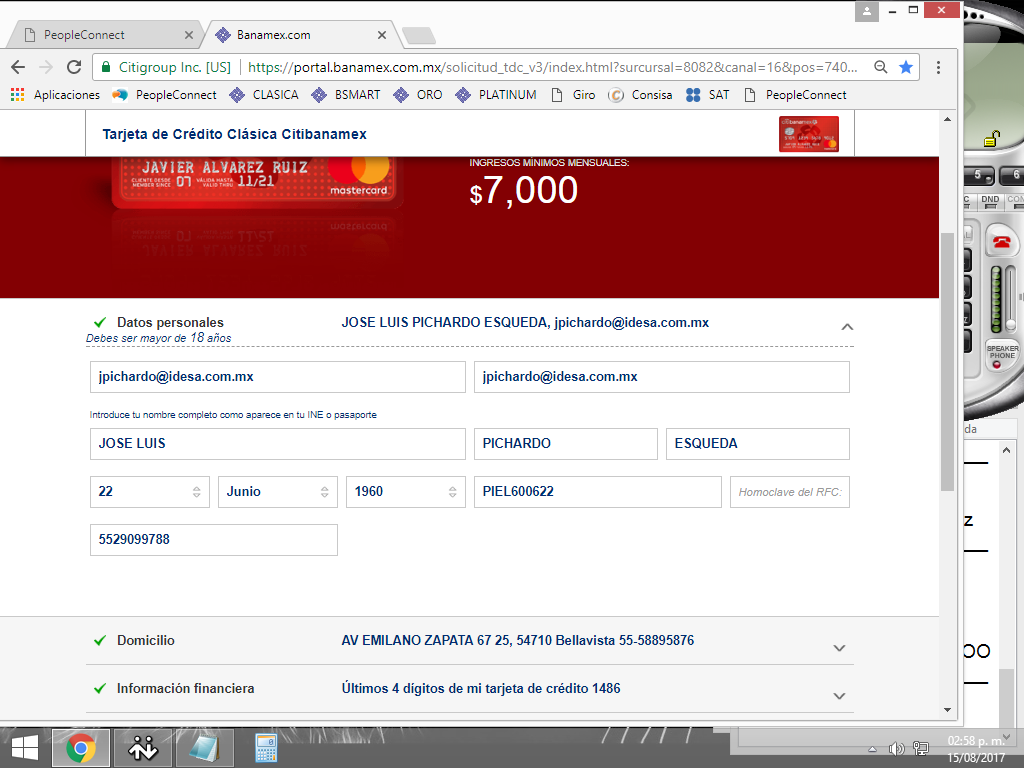 PeopleConnect
Banamex.com
Citigroup Inc. [US]
https://portal.banamex.com.mx/solicitud_tdc_v3/index.html?surcursal=8082&canal=16&pos=740...
Aplicaciones PeopleConnect CLASICA BSMART ORO PLATINUM Giro Consisa SAT PeopleConnect
Tarjeta de Crédito Clásica Citibanamex
JAVIER ALVAREZ RUIZ
CLIENTE DESDE MEMBER SINCE 07 VÁLIDA HASTA VALID THRU 11/21
mastercard
INGRESOS MÍNIMOS MENSUALES:
$7,000
Datos personales JOSE LUIS PICHARDO ESQUEDA, jpichardo@idesa.com.mx
Debes ser mayor de 18 años
jpichardo@idesa.com.mx jpichardo@idesa.com.mx
Introduce tu nombre completo como aparece en tu INE o pasaporte
JOSE LUIS PICHARDO ESQUEDA
22 Junio 1960 PIEL600622 Homoclave del RFC:
5529099788
Domicilio AV EMILANO ZAPATA 67 25, 54710 Bellavista 55-58895876
Información financiera Últimos 4 dígitos de mi tarjeta de crédito 1486
5 6
DND
SPEAKER
PHONE
da
z
OO
02:58 p. m.
15/08/2017